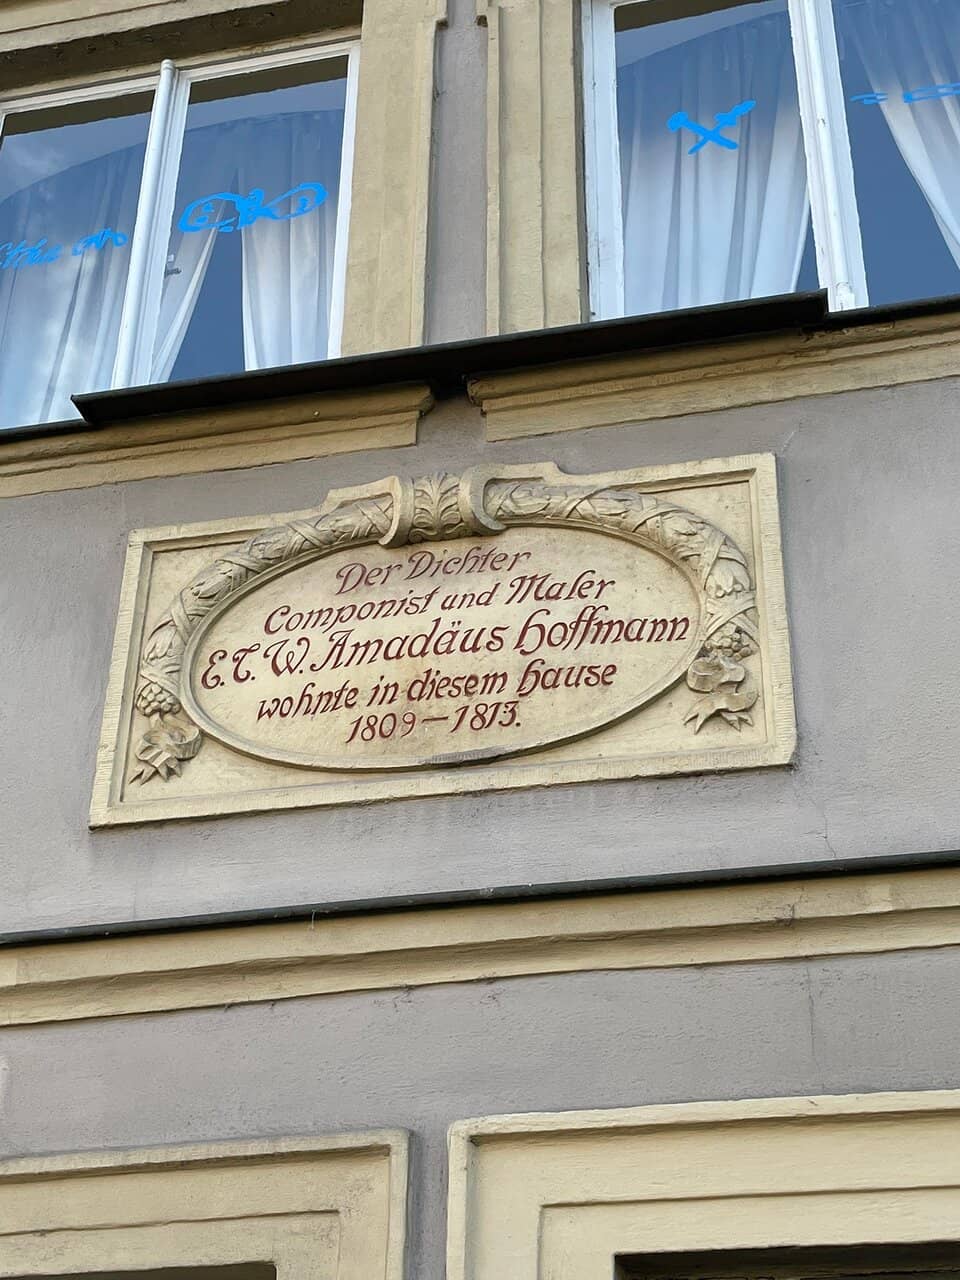 Der Dichter
Componist und Maler
E.T.W. Amadäus Hoffmann
wohnte in diesem Hause
1809 — 1813.